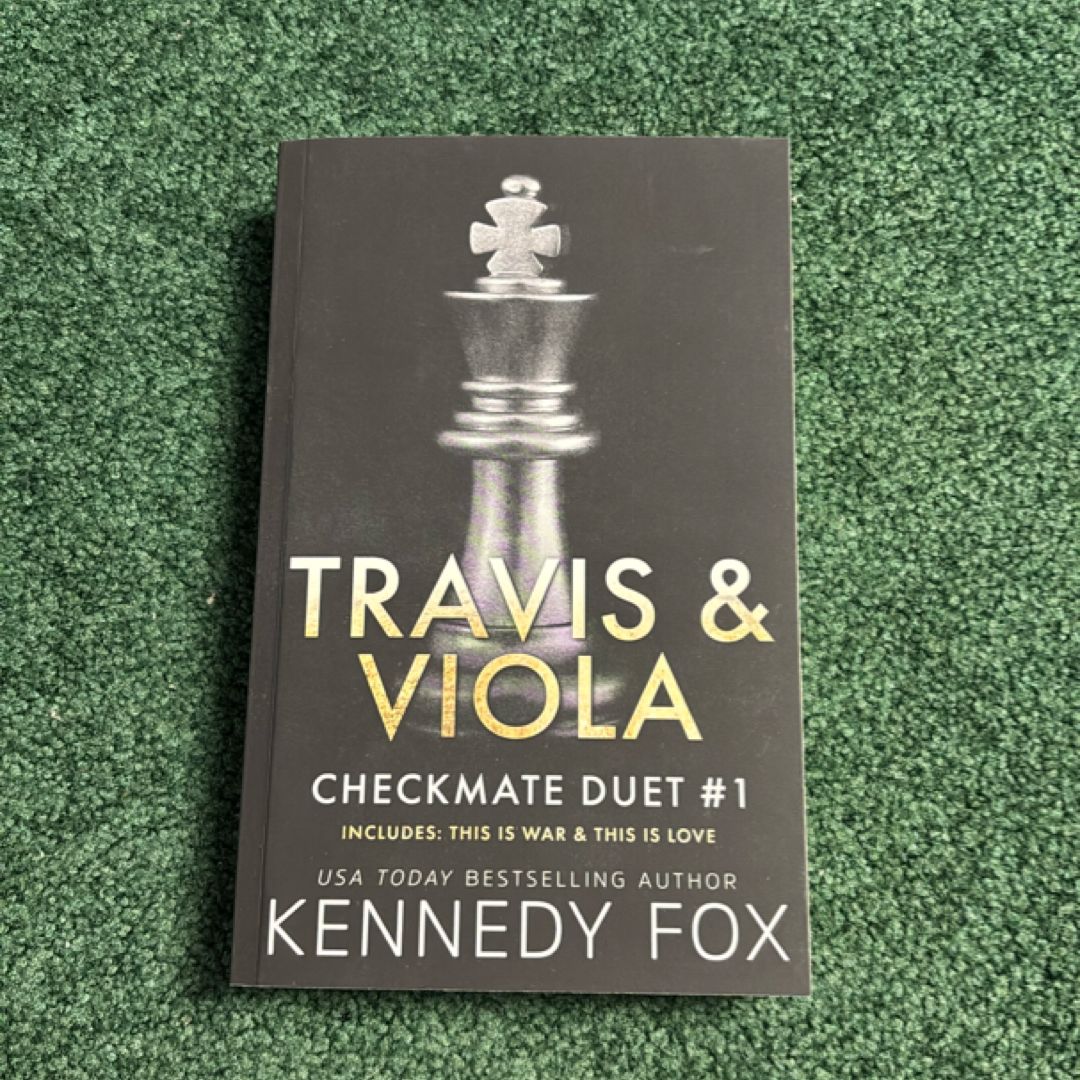 TRAVIS &
VIOLA
CHECKMATE DUET #1
INCLUDES: THIS IS WAR & THIS IS LOVE
USA TODAY BESTSELLING AUTHOR
KENNEDY FOX